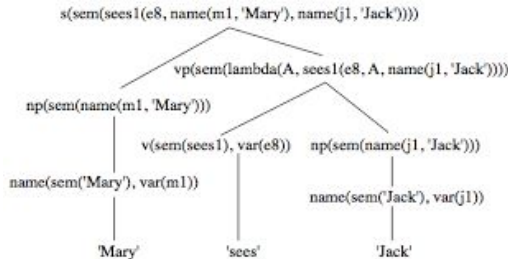 s(sem(sees1(e8, name(m1, 'Mary'), name(j1, 'Jack'))))
vp(sem(lambda(A, sees1(e8, A, name(j1, 'Jack'))))
np(sem(name(m1, 'Mary')))
v(sem(sees1), var(e8)) np(sem(name(j1, 'Jack')))
name(sem('Mary'), var(m1))
name(sem('Jack'), var(j1))
'Mary' 'sees' 'Jack'